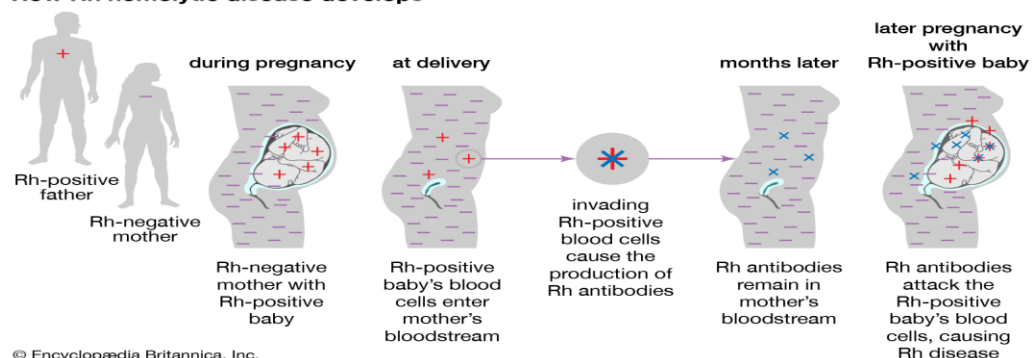 How Rh hemolytic disease develops
Rh-positive
father
Rh-negative
mother
during pregnancy
Rh-negative
mother with
Rh-positive
baby
at delivery
Rh-positive
baby's blood
cells enter
mother's
bloodstream
invading
Rh-positive
blood cells
cause the
production of
Rh antibodies
months later
Rh antibodies
remain in
mother's
bloodstream
later pregnancy
with
Rh-positive baby
Rh antibodies
attack the
Rh-positive
baby's blood
cells, causing
Rh disease
© Encyclopædia Britannica, Inc.